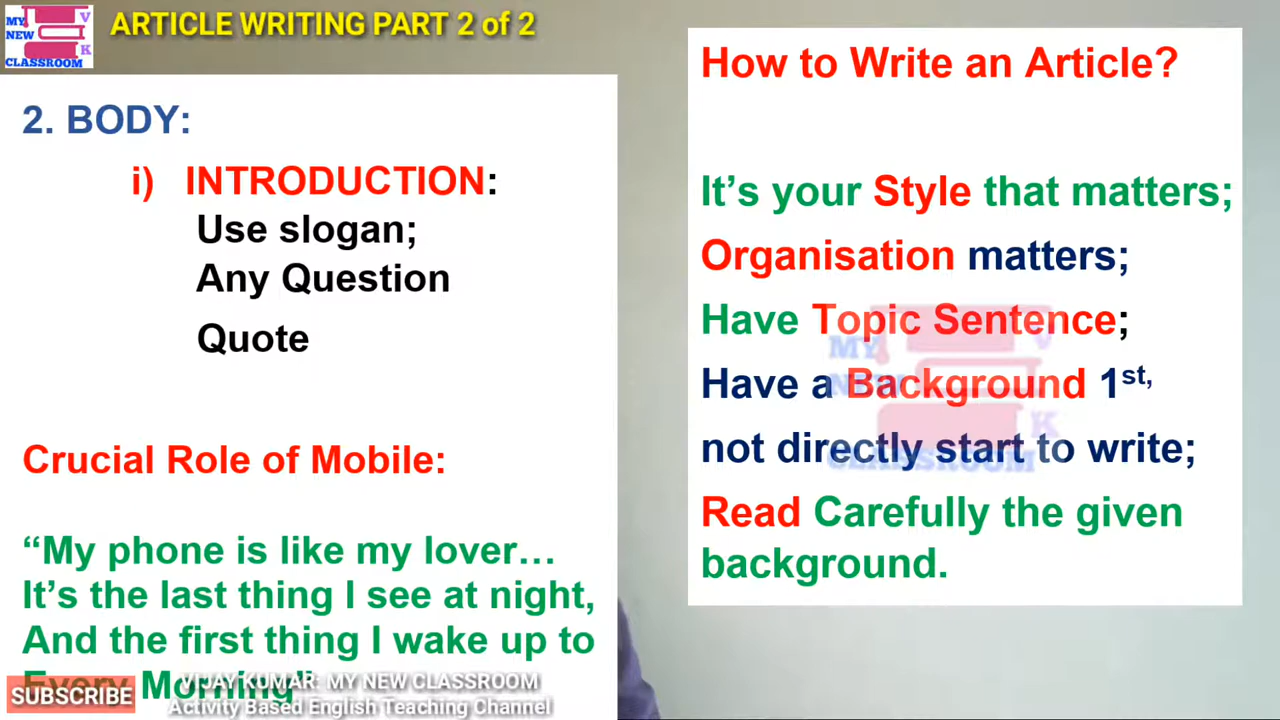 MY V
NEW K
CLASSROOM
ARTICLE WRITING PART 2 of 2
2. BODY:
i) INTRODUCTION:
Use slogan;
Any Question
Quote
Crucial Role of Mobile:
“My phone is like my lover…
It’s the last thing I see at night,
And the first thing I wake up to
Every Morning"
SUBSCRIBE
VIJAY KUMAR: MY NEW CLASSROOM
Activity Based English Teaching Channel
How to Write an Article?
It’s your Style that matters;
Organisation matters;
Have Topic Sentence;
Have a Background 1st,
not directly start to write;
Read Carefully the given
background.
MY V
NEW K
CLASSROOM